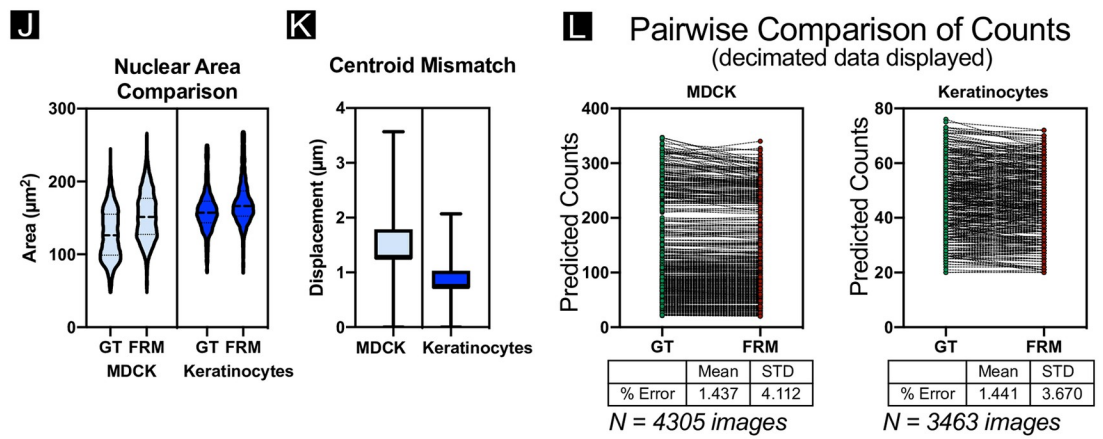 J
Nuclear Area
Comparison
Area (µm²)
300
200
100
0
GT FRM GT FRM
MDCK Keratinocytes
K
Centroid Mismatch
Displacement (µm)
4
3
2
1
0
MDCK Keratinocytes
L
Pairwise Comparison of Counts
(decimated data displayed)
MDCK
Predicted Counts
400
300
200
100
0
GT FRM
Mean STD
% Error 1.437 4.112
N = 4305 images
Keratinocytes
Predicted Counts
80
60
40
20
0
GT FRM
Mean STD
% Error 1.441 3.670
N = 3463 images